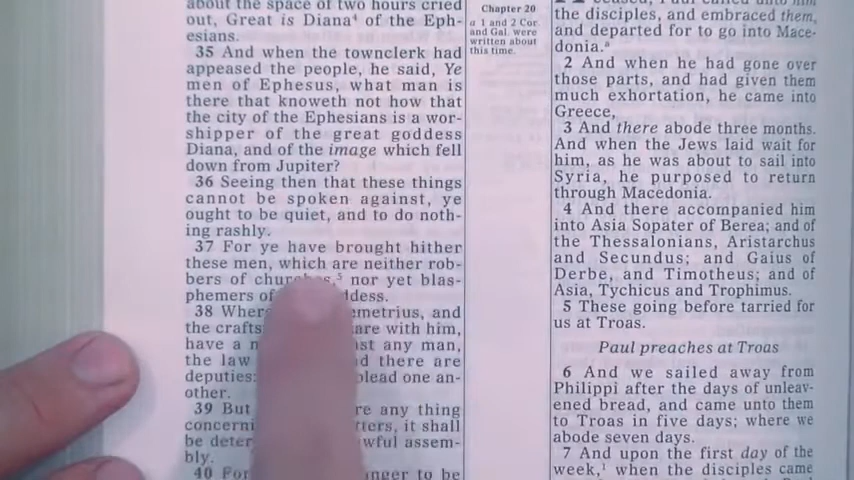 about the space of two hours cried
out, Great is Diana⁴ of the Eph-
esians.
35 And when the townclerk had
appeased the people, he said, Ye
men of Ephesus, what man is
there that knoweth not how that
the city of the Ephesians is a wor-
shipper of the great goddess
Diana, and of the image which fell
down from Jupiter?
36 Seeing then that these things
cannot be spoken against, ye
ought to be quiet, and to do noth-
ing rashly.
37 For ye have brought hither
these men, which are neither rob-
bers of churches,⁵ nor yet blas-
phemers of
38 and
the are with him,
have a any man,
the law there are
deputies: one an-
other.
39 But any thing
it shall
be assem-
bly.
40 For to be
Chapter 20
a 1 and 2 Cor.
and Gal. were
written about
this time.
the disciples, and embraced them,
and departed for to go into Mace-
donia.ᵃ
2 And when he had gone over
those parts, and had given them
much exhortation, he came into
Greece,
3 And there abode three months.
And when the Jews laid wait for
him, as he was about to sail into
Syria, he purposed to return
through Macedonia.
4 And there accompanied him
into Asia Sopater of Berea; and of
the Thessalonians, Aristarchus
and Secundus; and Gaius of
Derbe, and Timotheus; and of
Asia, Tychicus and Trophimus.
5 These going before tarried for
us at Troas.
Paul preaches at Troas
6 And we sailed away from
Philippi after the days of unleav-
ened bread, and came unto them
to Troas in five days; where we
abode seven days.
7 And upon the first day of the
week,¹ when the disciples came